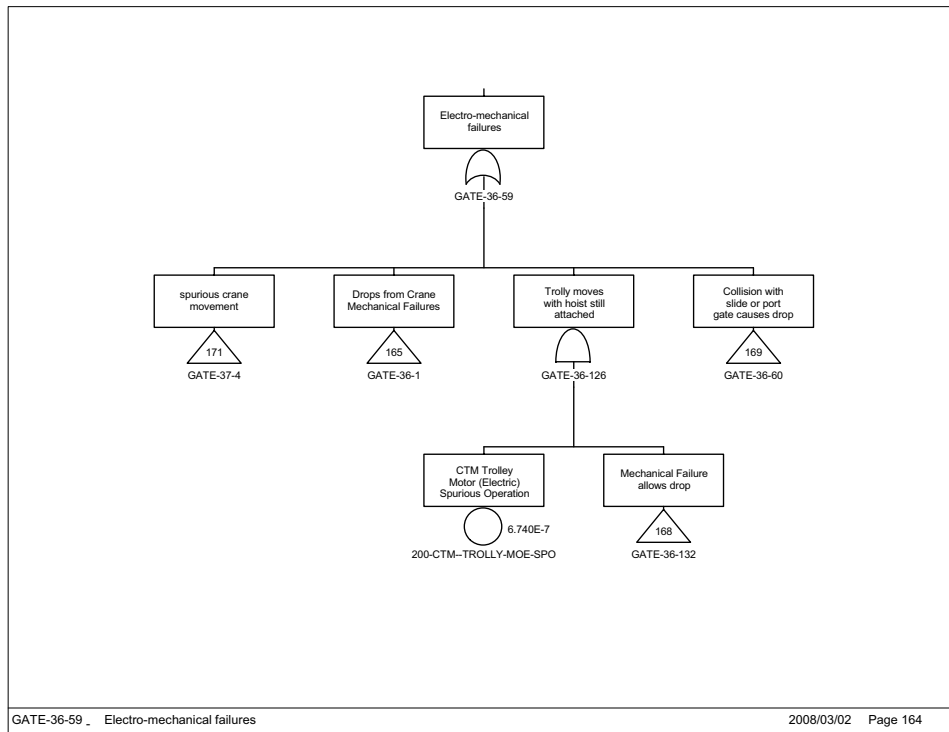 Electro-mechanical
failures
GATE-36-59
spurious crane
movement
171
GATE-37-4
Drops from Crane
Mechanical Failures
165
GATE-36-1
Trolly moves
with hoist still
attached
GATE-36-126
Collision with
slide or port
gate causes drop
169
GATE-36-60
CTM Trolley
Motor (Electric)
Spurious Operation
6.740E-7
200-CTM--TROLLY-MOE-SPO
Mechanical Failure
allows drop
168
GATE-36-132
GATE-36-59 _ Electro-mechanical failures
2008/03/02 Page 164